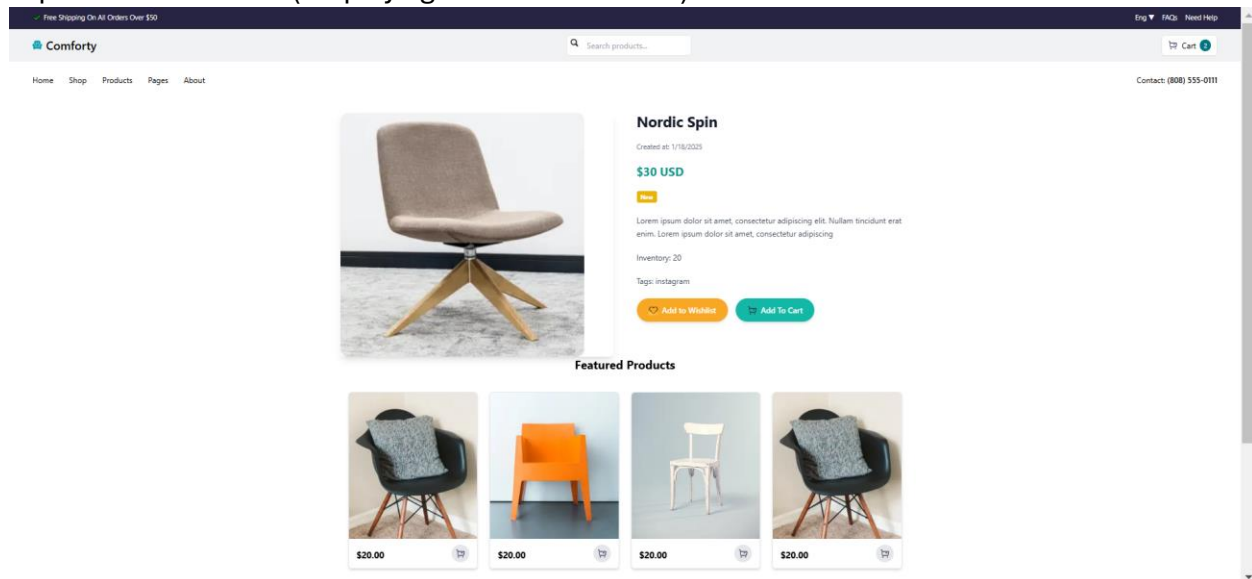 Free Shipping On All Orders Over $50
Eng ▼ FAQs Need Help
Comforty
Search products...
Cart 2
Home Shop Products Pages About
Contact: (808) 555-0111
Nordic Spin
Created at: 1/18/2025
$30 USD
New
Lorem ipsum dolor sit amet, consectetur adipiscing elit. Nullam tincidunt erat
enim. Lorem ipsum dolor sit amet, consectetur adipiscing
Inventory: 20
Tags: instagram
Add to Wishlist Add To Cart
Featured Products
$20.00 $20.00 $20.00 $20.00